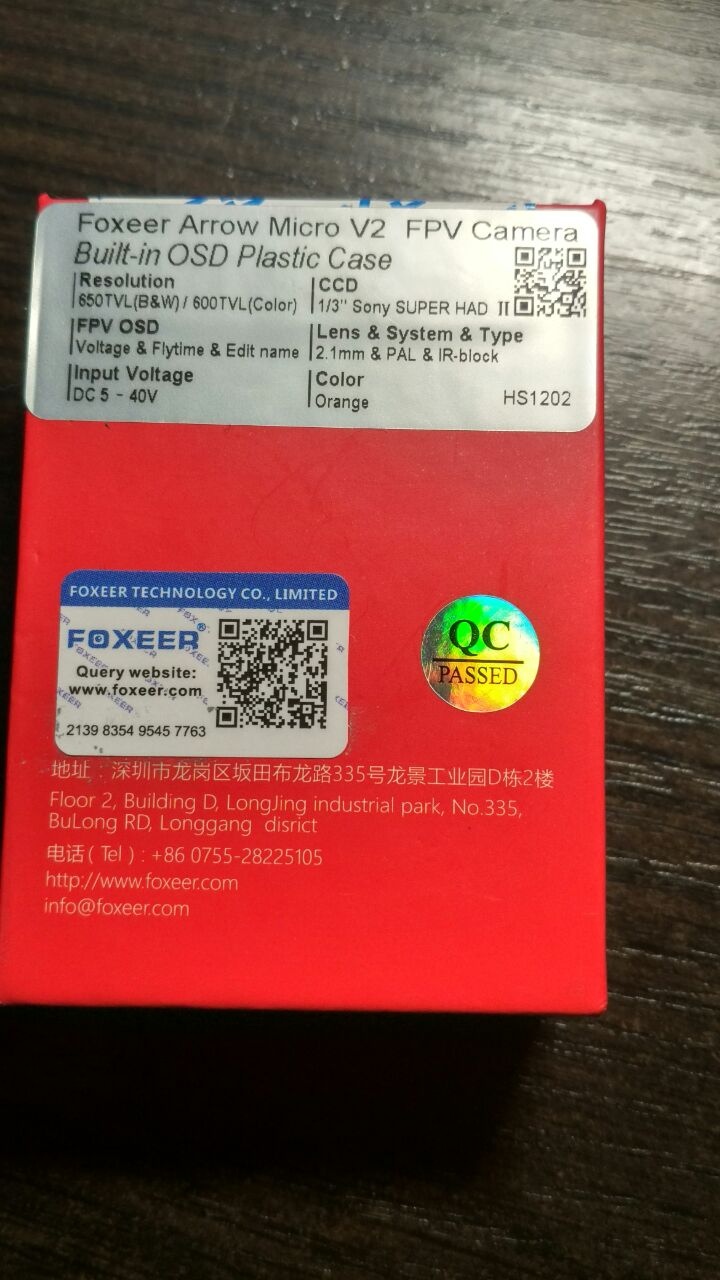 Foxeer Arrow Micro V2 FPV Camera
Built-in OSD Plastic Case
Resolution
650TVL(B&W) / 600TVL(Color)
CCD
1/3" Sony SUPER HAD II
FPV OSD
Voltage & Flytime & Edit name
Lens & System & Type
2.1mm & PAL & IR-block
Input Voltage
DC 5 - 40V
Color
Orange
HS1202
FOXEER TECHNOLOGY CO., LIMITED
FOXEER®
Query website:
www.foxeer.com
2139 8354 9545 7763
QC
PASSED
地址：深圳市龙岗区坂田布龙路335号龙景工业园D栋2楼
Floor 2, Building D, LongJing industrial park, No.335,
BuLong RD, Longgang disrict
电话 ( Tel ) : +86 0755-28225105
http://www.foxeer.com
info@foxeer.com